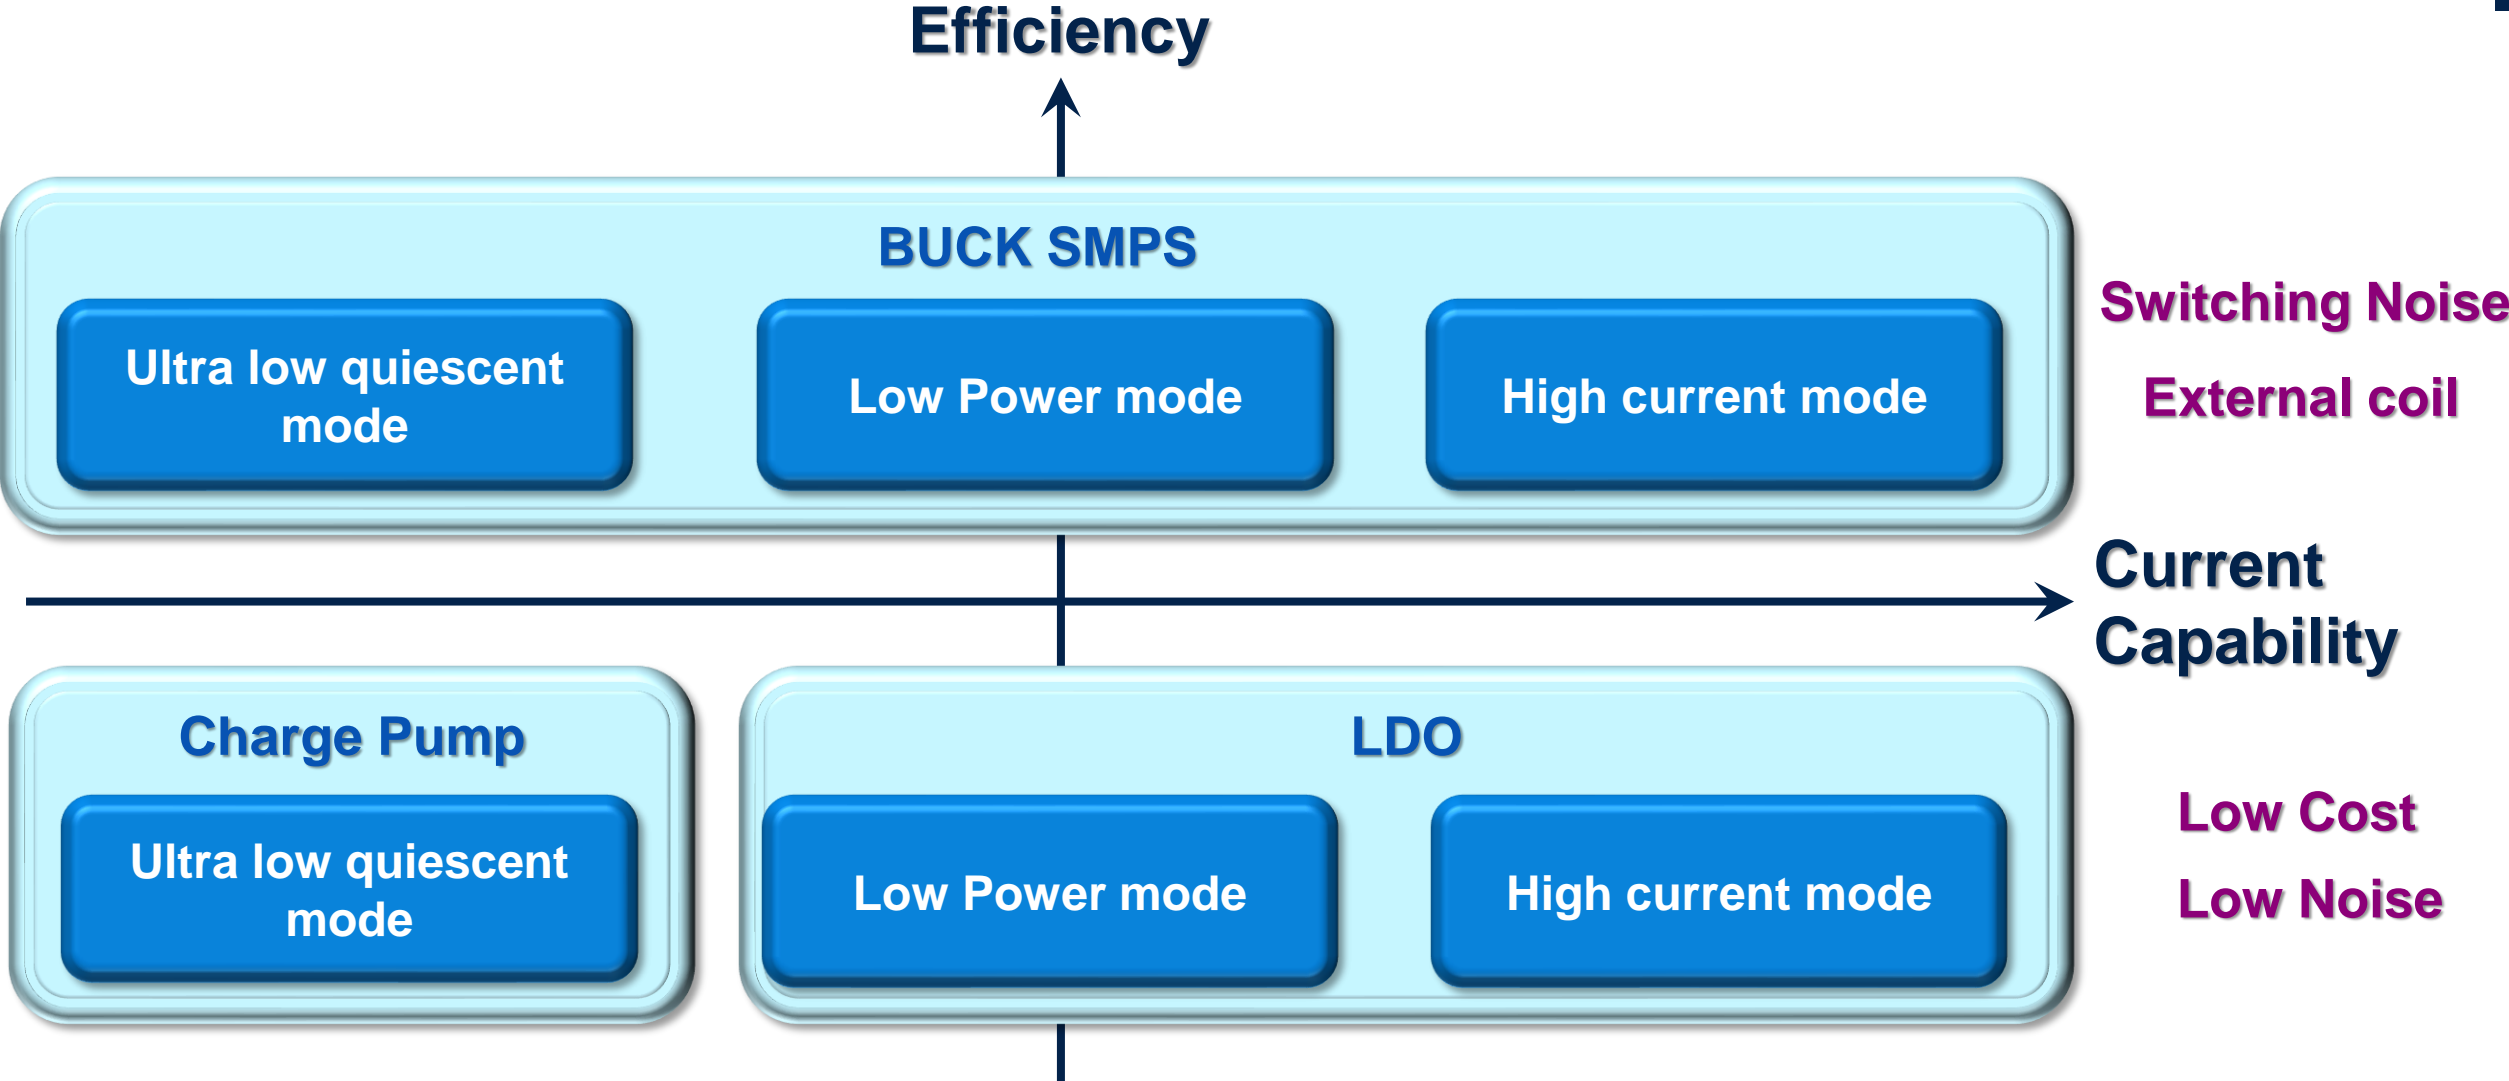 Efficiency
BUCK SMPS
Ultra low quiescent
mode
Low Power mode
High current mode
Switching Noise
External coil
Current
Capability
Charge Pump
Ultra low quiescent
mode
LDO
Low Power mode
High current mode
Low Cost
Low Noise